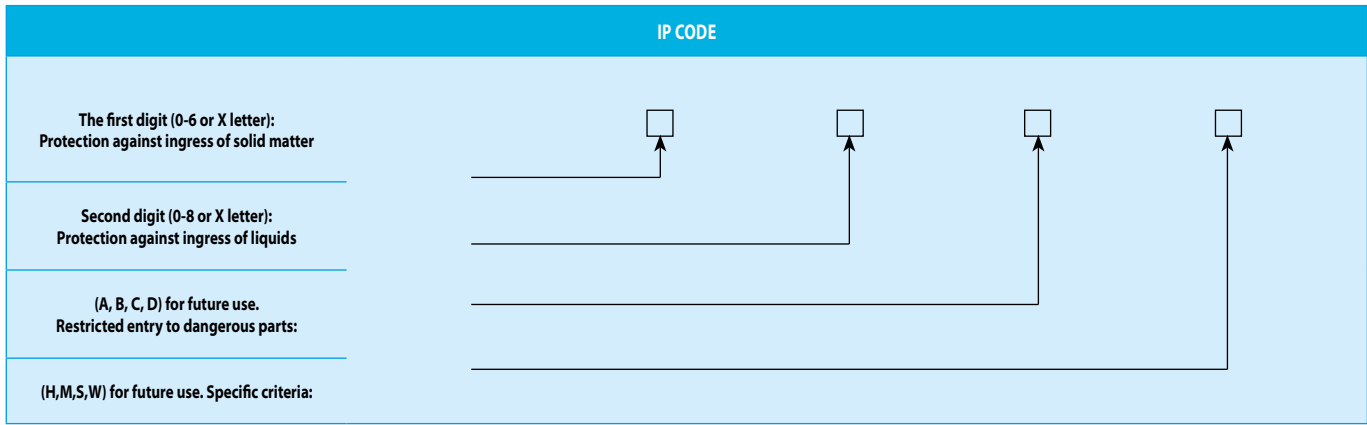 IP CODE
The first digit (0-6 or X letter):
Protection against ingress of solid matter
Second digit (0-8 or X letter):
Protection against ingress of liquids
(A, B, C, D) for future use.
Restricted entry to dangerous parts:
(H,M,S,W) for future use. Specific criteria: